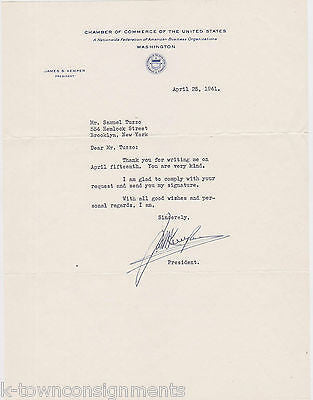 CHAMBER OF COMMERCE OF THE UNITED STATES
A Nationwide Federation of American Business Organizations
WASHINGTON
JAMES S. KEMPER
PRESIDENT
April 25, 1941.
Mr. Samuel Tuzzo
554 Hemlock Street
Brooklyn, New York
Dear Mr. Tuzzo:
Thank you for writing me on
April fifteenth. You are very kind.
I am glad to comply with your
request and send you my signature.
With all good wishes and per-
sonal regards, I am,
Sincerely,
President.
k-townconsignments